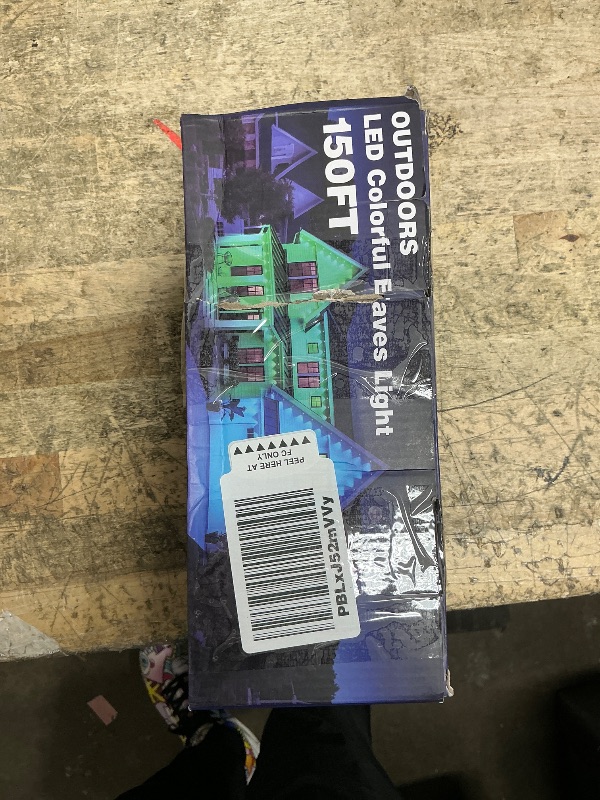 OUTDOORS
LED Colorful Eaves Light
150FT
PEEL HERE AT
FC ONLY
PBLxJ52mVVy